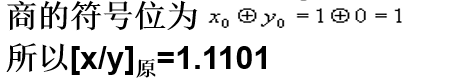 商的符号位为 x₀ ⊕ y₀ = 1 ⊕ 0 = 1
所以[x/y]原=1.1101